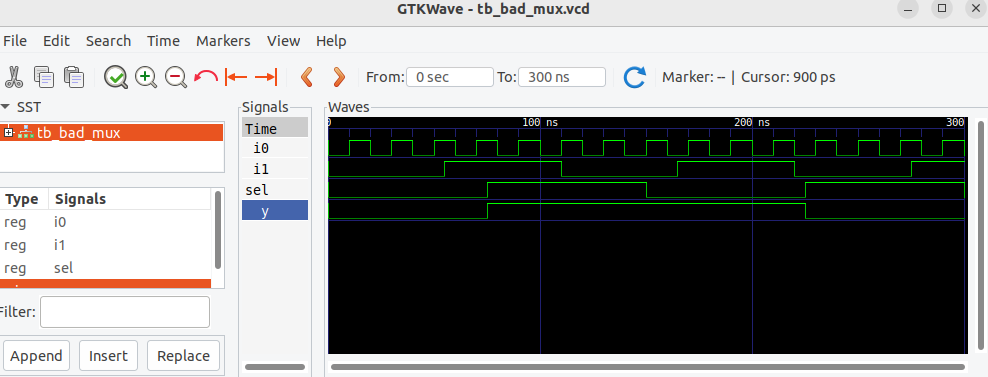 GTKWave - tb_bad_mux.vcd
File Edit Search Time Markers View Help
From: 0 sec To: 300 ns Marker: -- | Cursor: 900 ps
SST
tb_bad_mux
Type Signals
reg i0
reg i1
reg sel
Filter:
Append Insert Replace
Signals
Time
i0
i1
sel
y
Waves
0 100 ns 200 ns 300